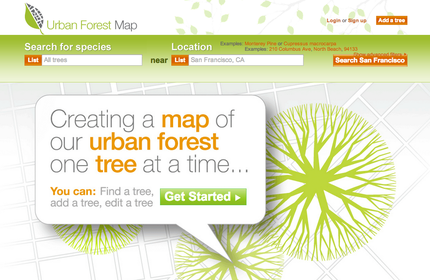 Urban Forest Map
Login or Sign up
Add a tree
Search for species
Location
Examples: Monterey Pine or Cupressus macrocarpa
Examples: 210 Columbus Ave, North Beach, 94133
Show advanced filters
List All trees
near
List San Francisco, CA
Search San Francisco
Creating a map of
our urban forest
one tree at a time...
You can: Find a tree,
add a tree, edit a tree
Get Started